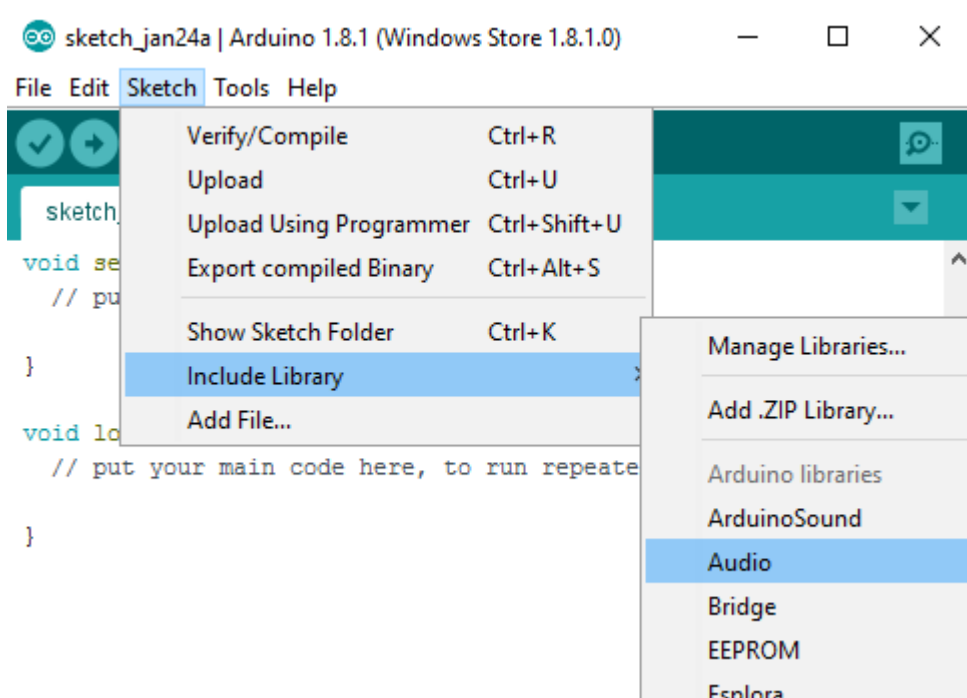 sketch_jan24a | Arduino 1.8.1 (Windows Store 1.8.1.0)
File Edit Sketch Tools Help
Verify/Compile Ctrl+R
Upload Ctrl+U
Upload Using Programmer Ctrl+Shift+U
Export compiled Binary Ctrl+Alt+S
Show Sketch Folder Ctrl+K
Include Library
Add File...
Manage Libraries...
Add .ZIP Library...
Arduino libraries
ArduinoSound
Audio
Bridge
EEPROM
Esplora
sketch_
void se
// pu
}
void lo
// put your main code here, to run repeate
}